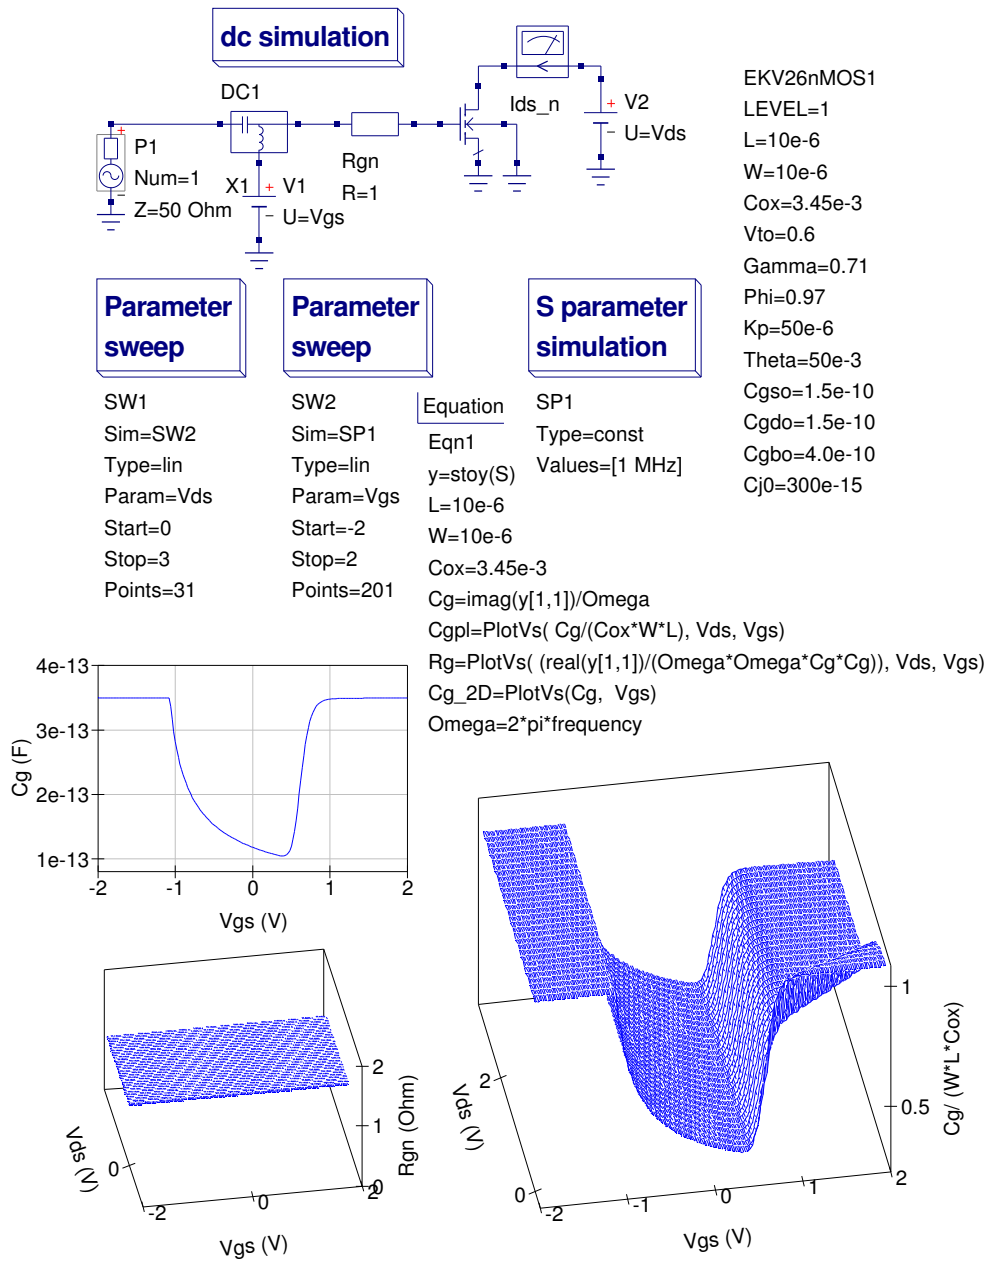 dc simulation
DC1
P1
Num=1
Z=50 Ohm
X1
V1
U=Vgs
Rgn
R=1
Ids_n
V2
U=Vds
EKV26nMOS1
LEVEL=1
L=10e-6
W=10e-6
Cox=3.45e-3
Vto=0.6
Gamma=0.71
Phi=0.97
Kp=50e-6
Theta=50e-3
Cgso=1.5e-10
Cgdo=1.5e-10
Cgbo=4.0e-10
Cj0=300e-15
Parameter
sweep
SW1
Sim=SW2
Type=lin
Param=Vds
Start=0
Stop=3
Points=31
Parameter
sweep
SW2
Sim=SP1
Type=lin
Param=Vgs
Start=-2
Stop=2
Points=201
S parameter
simulation
SP1
Type=const
Values=[1 MHz]
Equation
Eqn1
y=stoy(S)
L=10e-6
W=10e-6
Cox=3.45e-3
Cg=imag(y[1,1])/Omega
Cgpl=PlotVs( Cg/(Cox*W*L), Vds, Vgs)
Rg=PlotVs( (real(y[1,1])/(Omega*Omega*Cg*Cg)), Vds, Vgs)
Cg_2D=PlotVs(Cg, Vgs)
Omega=2*pi*frequency
4e-13
3e-13
2e-13
1e-13
Cg (F)
-2 -1 0 1 2
Vgs (V)
2
1
0
Rgn (Ohm)
0
Vds (V)
-2 0 2
Vgs (V)
1
0.5
Cg/ (W*L*Cox)
2
0
Vds (V)
-2 -1 0 1 2
Vgs (V)